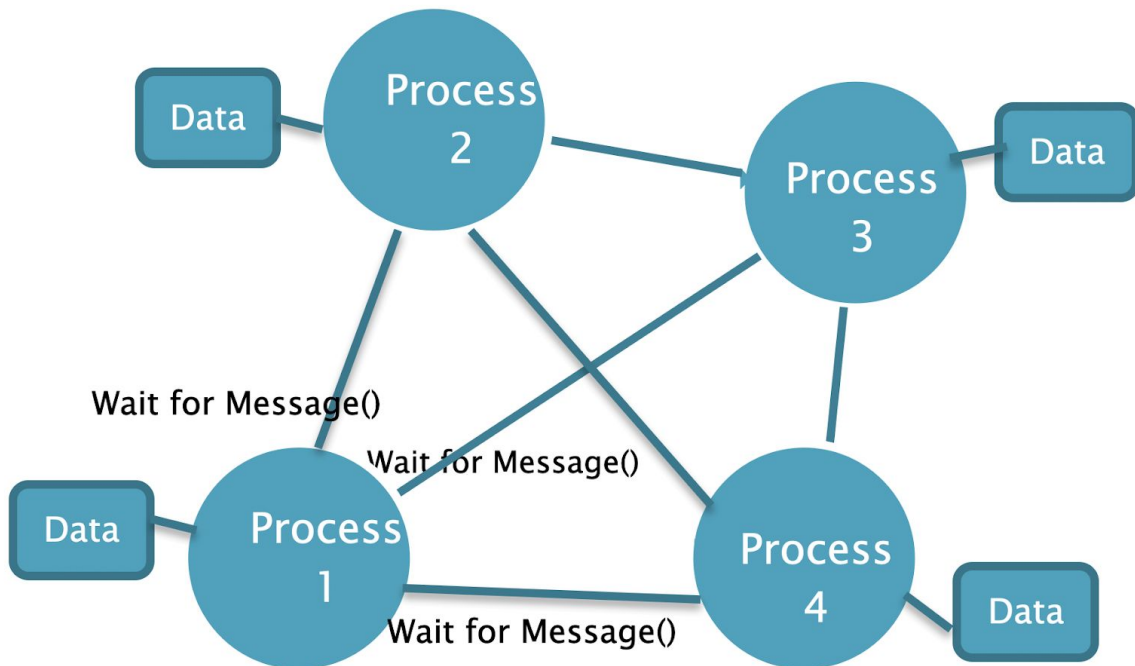 Process
2
Data
Process
3
Data
Wait for Message()
Wait for Message()
Data
Process
1
Process
4
Data
Wait for Message()